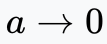 a → 0